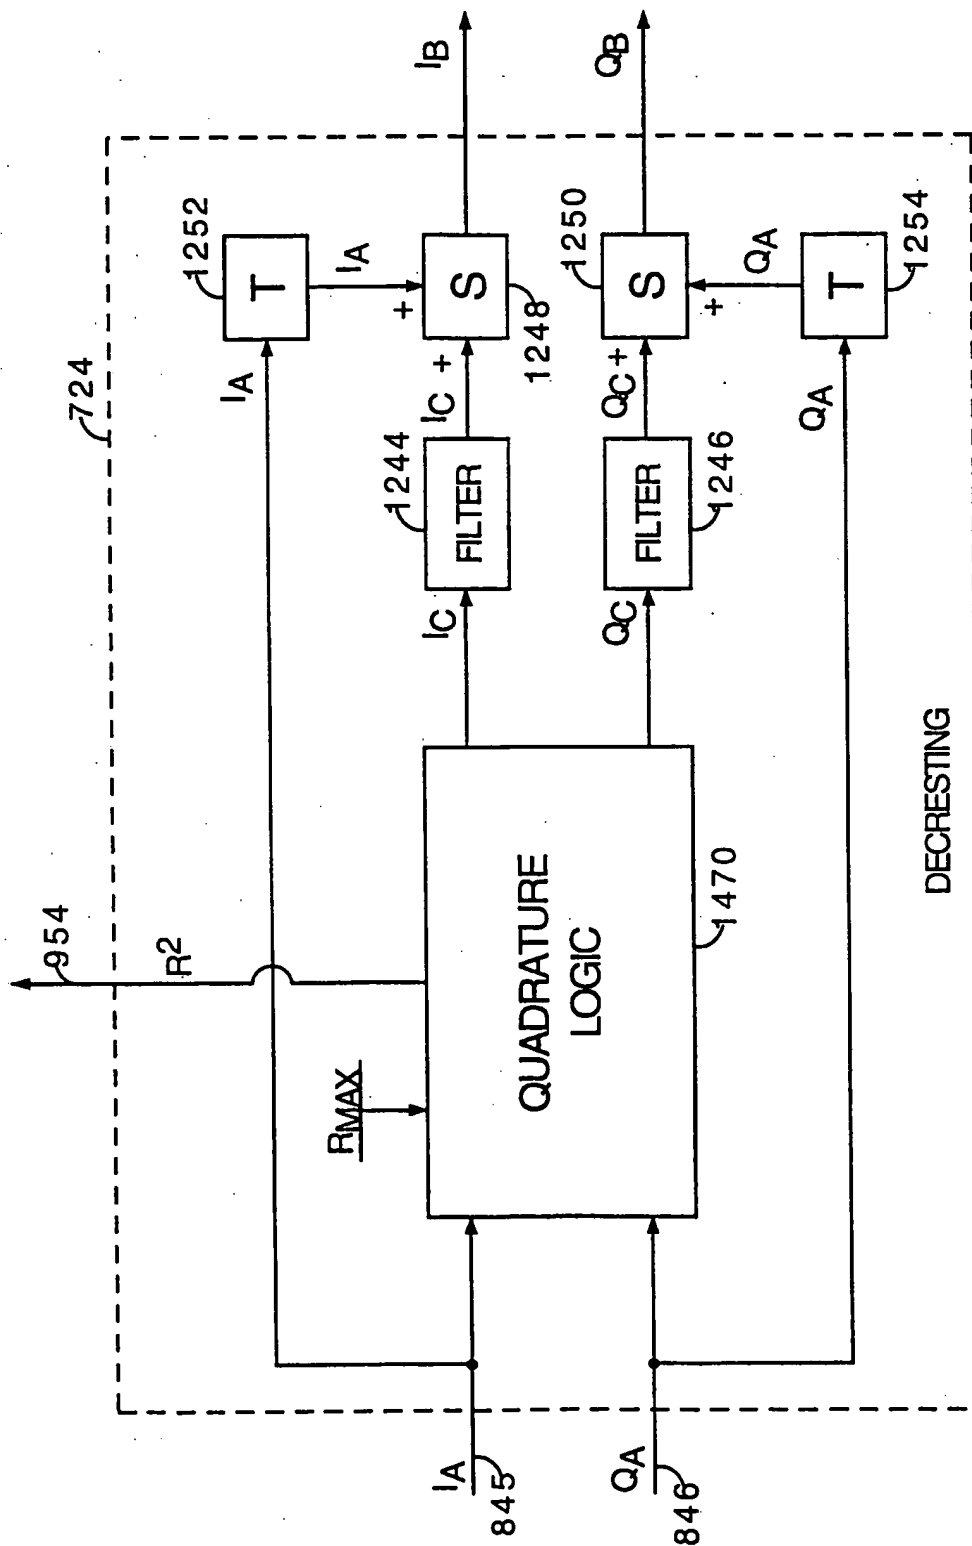 954
R2
724
IA
1252
T
IA
+
RMAX
1244
IC
FILTER
IC +
S
1248
IB
IA
845
QUADRATURE
LOGIC
1470
QA
846
QC
FILTER
1246
QC +
S
1250
QB
+
QA
T
1254
QA
DECRESTING